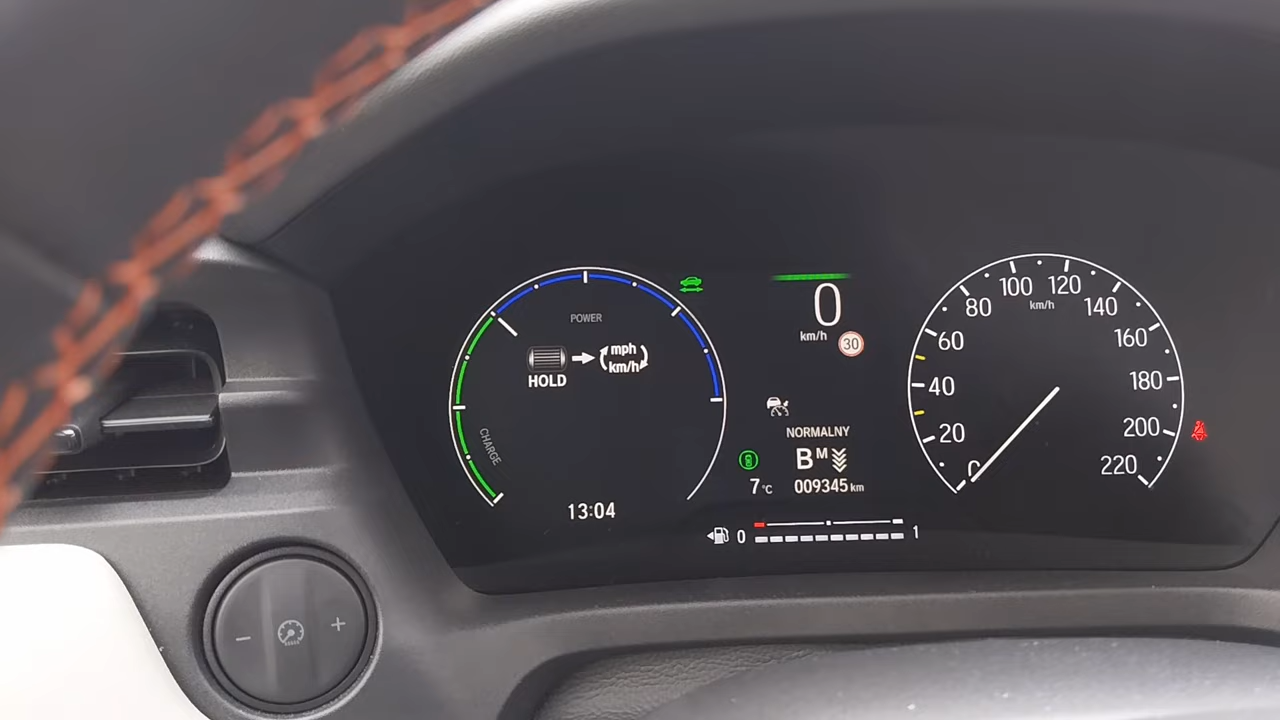 POWER
mph
HOLD km/h
CHARGE
13:04
0
km/h 30
NORMALNY
B M
7 °C 009345 km
0 1
0 20 40 60 80 100 120 140 160 180 200 220
km/h
- +